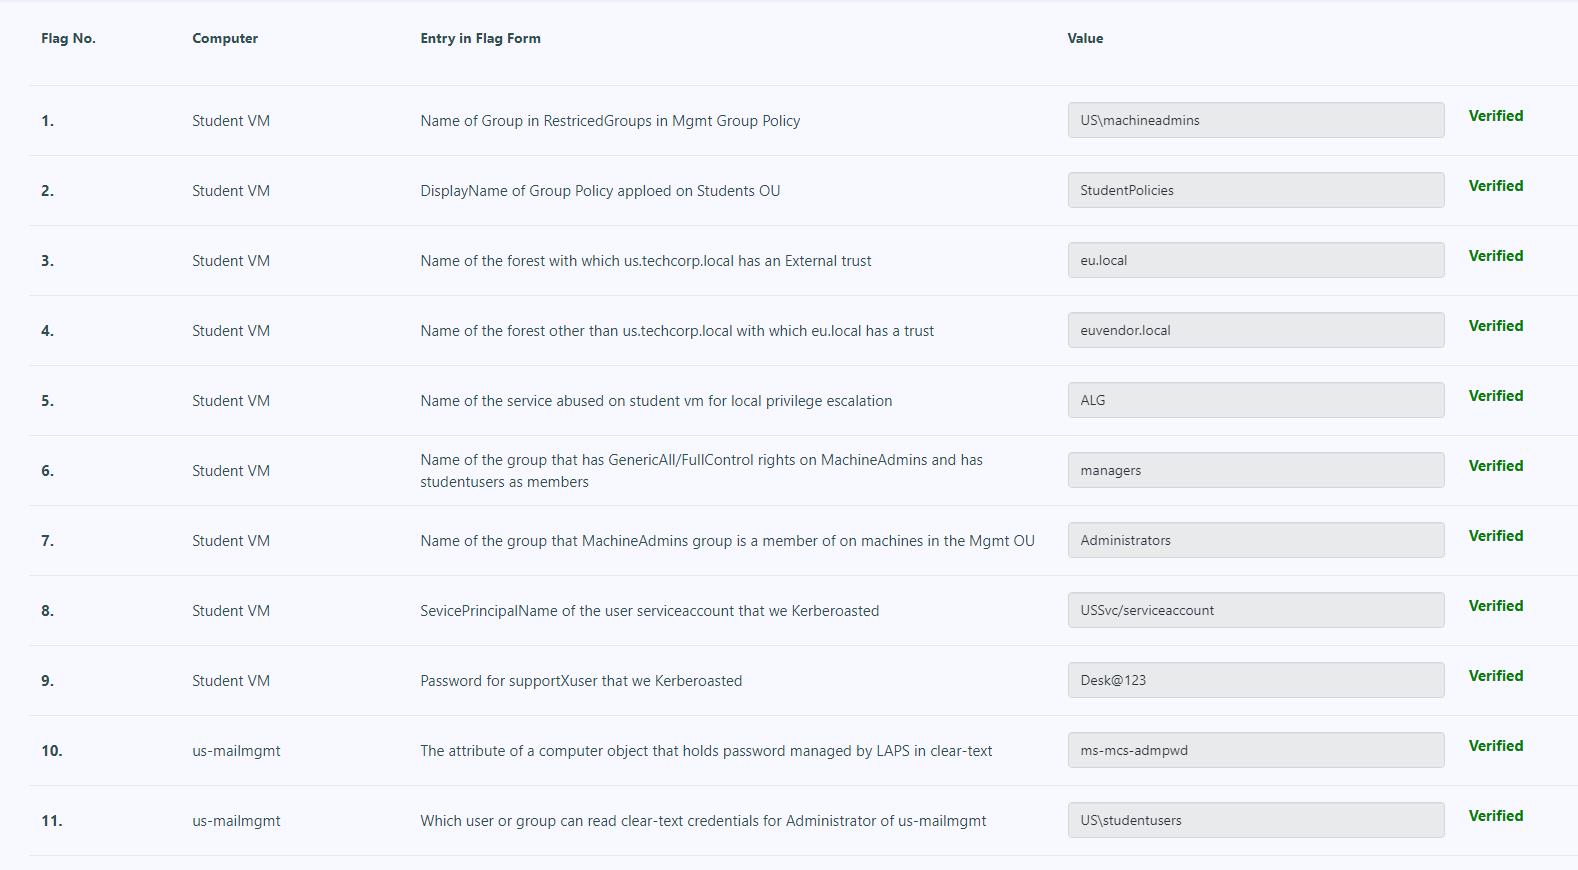 Flag No. Computer Entry in Flag Form Value
1. Student VM Name of Group in RestricedGroups in Mgmt Group Policy US\machineadmins Verified
2. Student VM DisplayName of Group Policy apploed on Students OU StudentPolicies Verified
3. Student VM Name of the forest with which us.techcorp.local has an External trust eu.local Verified
4. Student VM Name of the forest other than us.techcorp.local with which eu.local has a trust euvendor.local Verified
5. Student VM Name of the service abused on student vm for local privilege escalation ALG Verified
6. Student VM Name of the group that has GenericAll/FullControl rights on MachineAdmins and has
studentusers as members managers Verified
7. Student VM Name of the group that MachineAdmins group is a member of on machines in the Mgmt OU Administrators Verified
8. Student VM SevicePrincipalName of the user serviceaccount that we Kerberoasted USSvc/serviceaccount Verified
9. Student VM Password for supportXuser that we Kerberoasted Desk@123 Verified
10. us-mailmgmt The attribute of a computer object that holds password managed by LAPS in clear-text ms-mcs-admpwd Verified
11. us-mailmgmt Which user or group can read clear-text credentials for Administrator of us-mailmgmt US\studentusers Verified